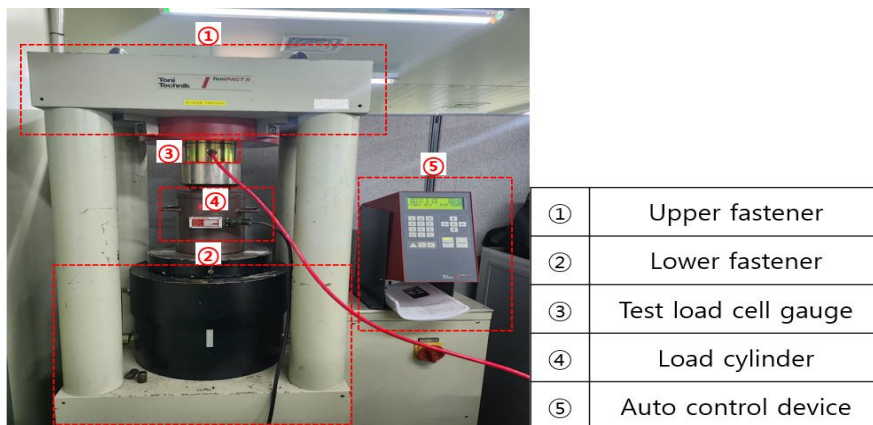 ①
Toni
Technik
ToniPACT II
③
④
⑤
②
① Upper fastener
② Lower fastener
③ Test load cell gauge
④ Load cylinder
⑤ Auto control device